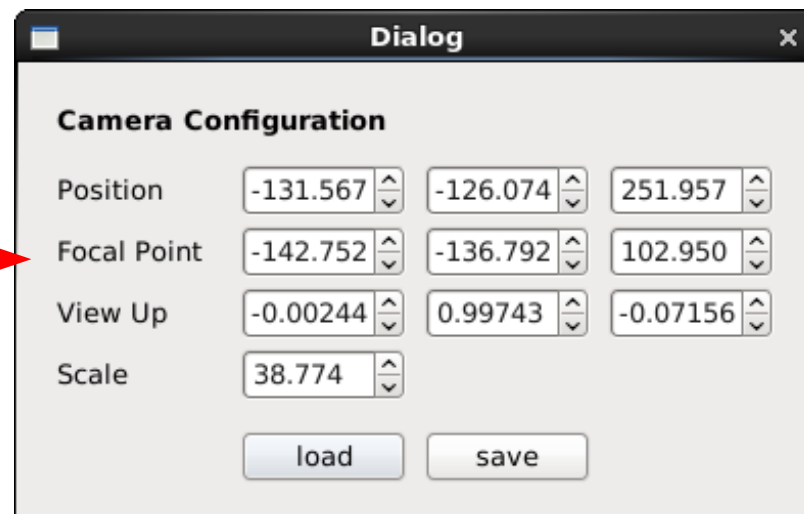 Dialog
Camera Configuration
Position -131.567 -126.074 251.957
Focal Point -142.752 -136.792 102.950
View Up -0.00244 0.99743 -0.07156
Scale 38.774
load save